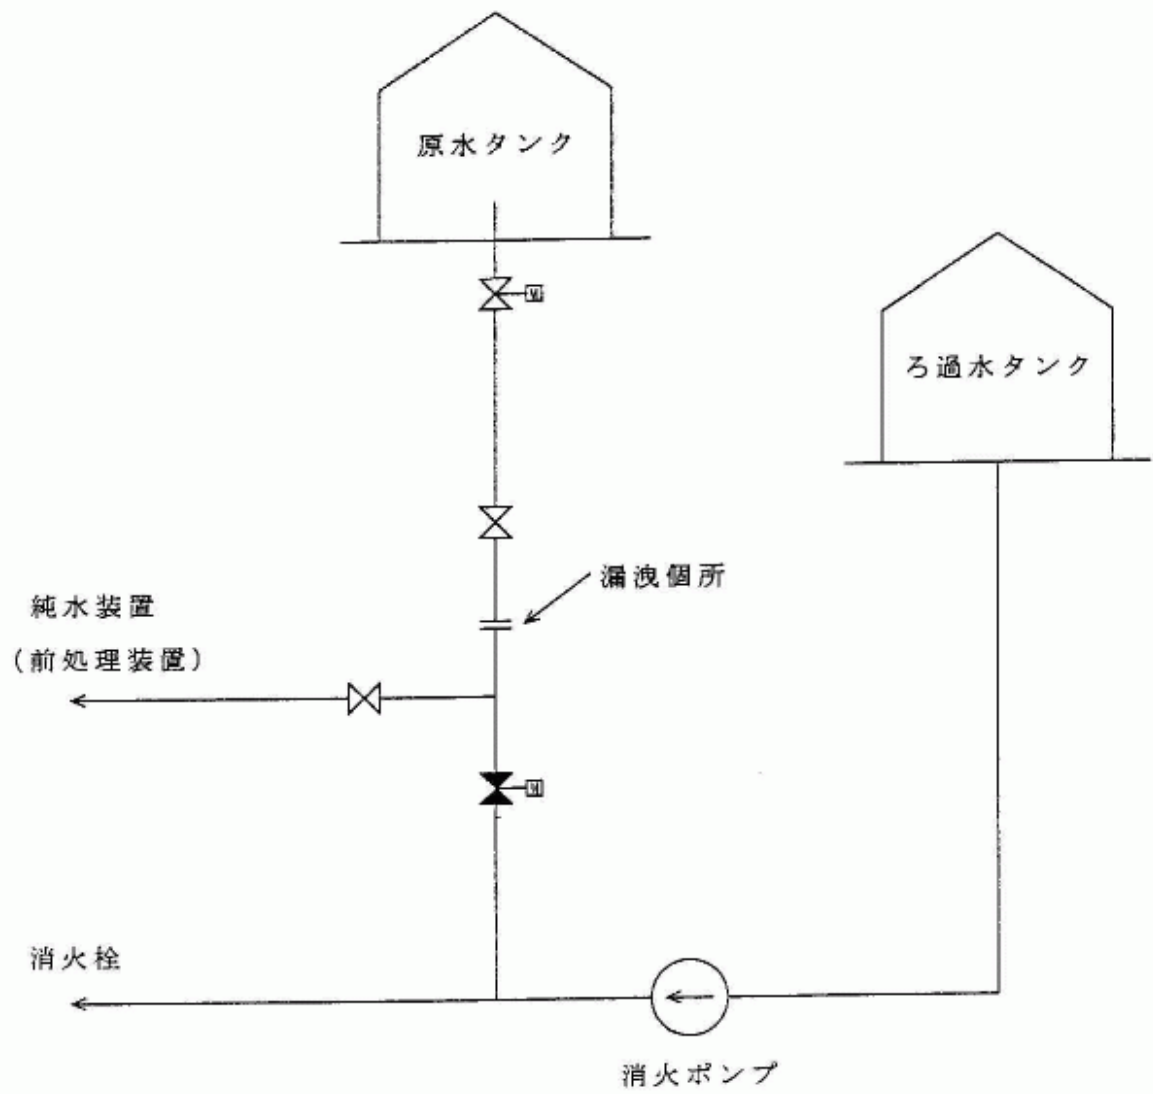 原水タンク
ろ過水タンク
漏洩個所
純水装置
(前処理装置)
消火栓
消火ポンプ